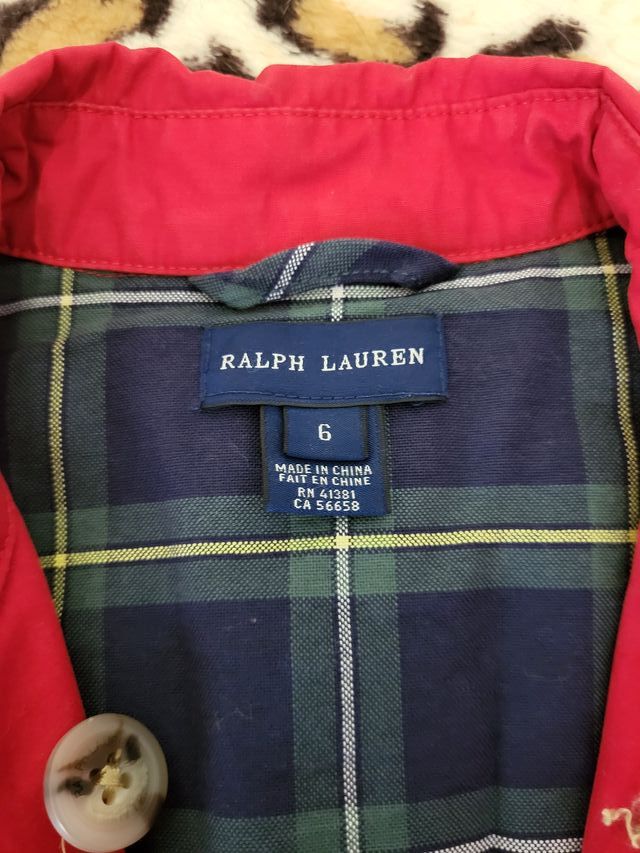 RALPH LAUREN
6
MADE IN CHINA
FAIT EN CHINE
RN 41381
CA 56658